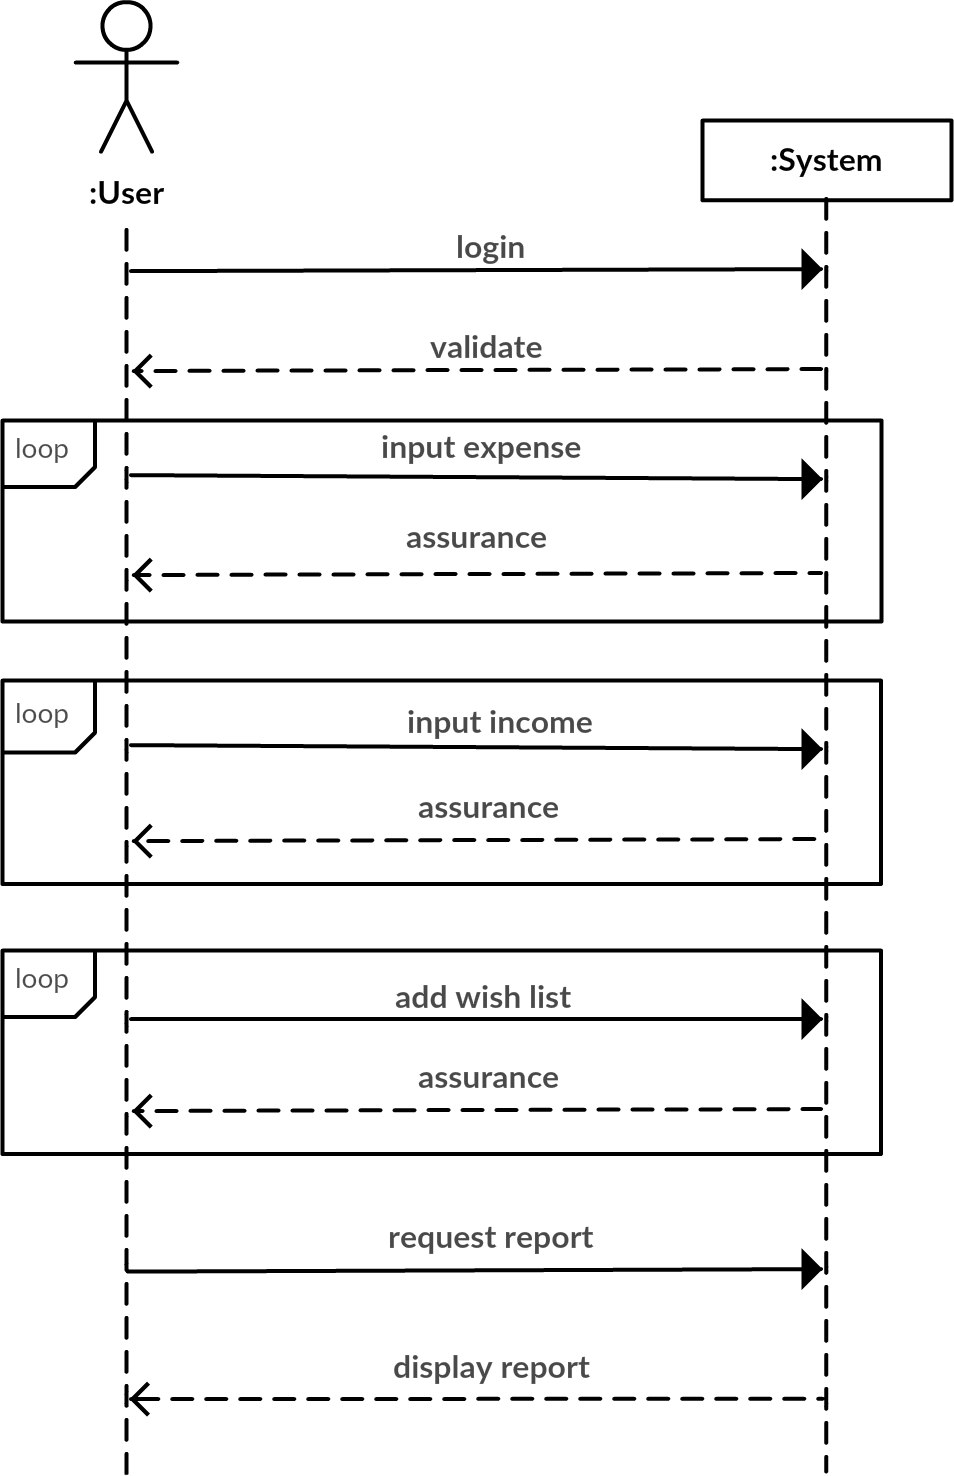 :User
:System
login
validate
loop
input expense
assurance
loop
input income
assurance
loop
add wish list
assurance
request report
display report